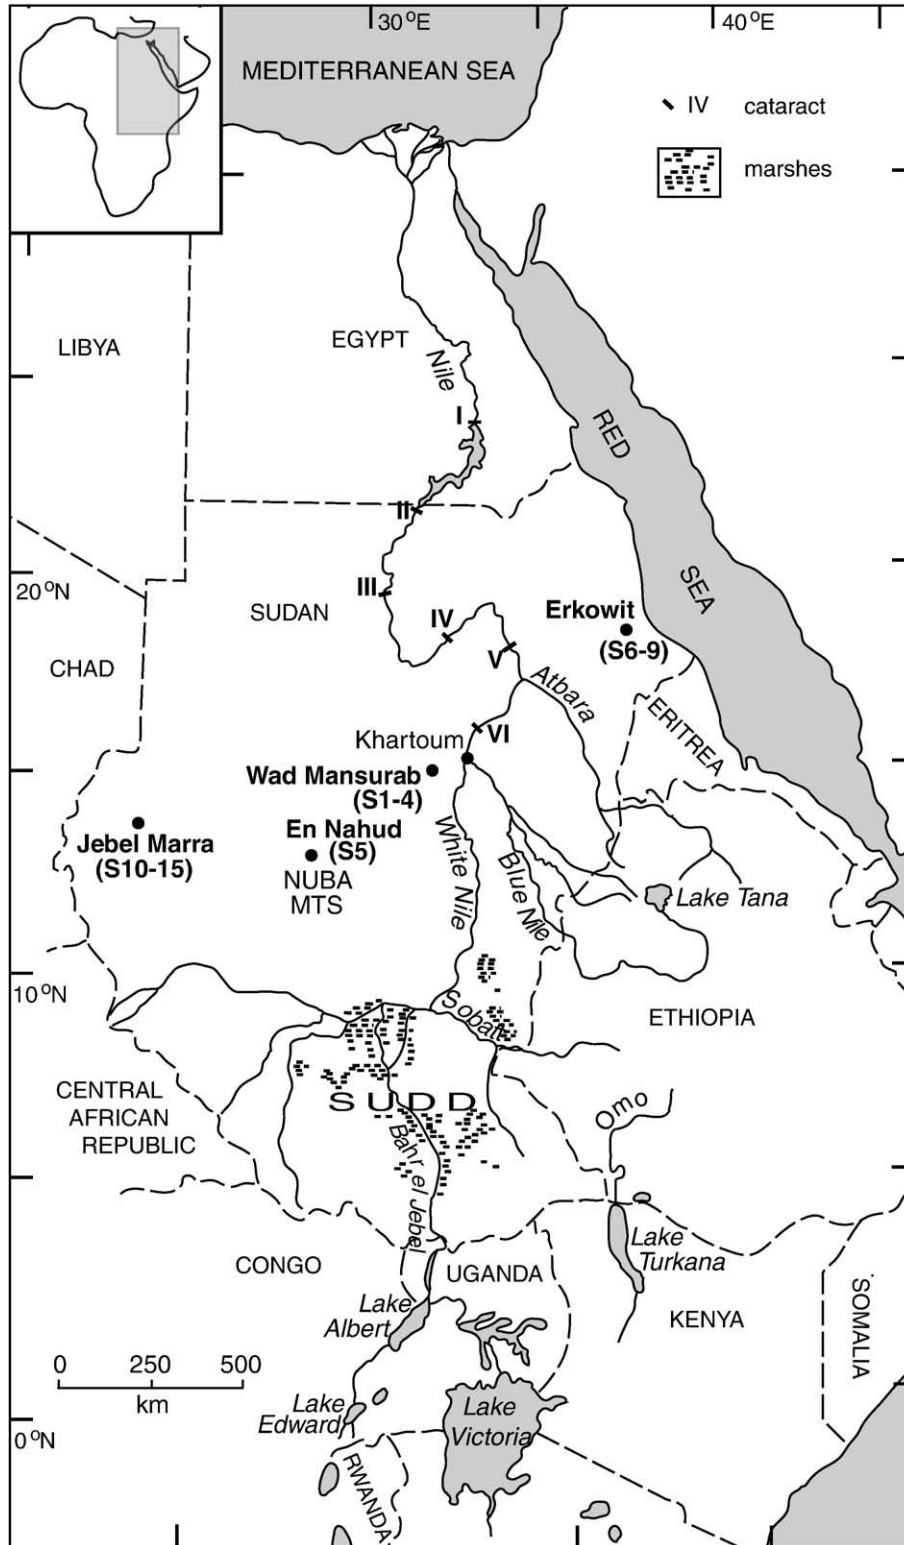 30°E
40°E
MEDITERRANEAN SEA
IV cataract
marshes
LIBYA
EGYPT
Nile
I
RED
SEA
II
20°N
III
SUDAN
IV
V
Erkowit
(S6-9)
CHAD
Atbara
ERITREA
VI
Khartoum
Wad Mansurab
(S1-4)
En Nahud
(S5)
Jebel Marra
(S10-15)
NUBA
MTS
White Nile
Blue Nile
Lake Tana
10°N
Sobat
ETHIOPIA
CENTRAL
AFRICAN
REPUBLIC
SUDD
Omo
Bahr el Jebel
CONGO
UGANDA
Lake
Turkana
Lake
Albert
KENYA
SOMALIA
0 250 500
km
Lake
Edward
Lake
Victoria
0°N
RWANDA